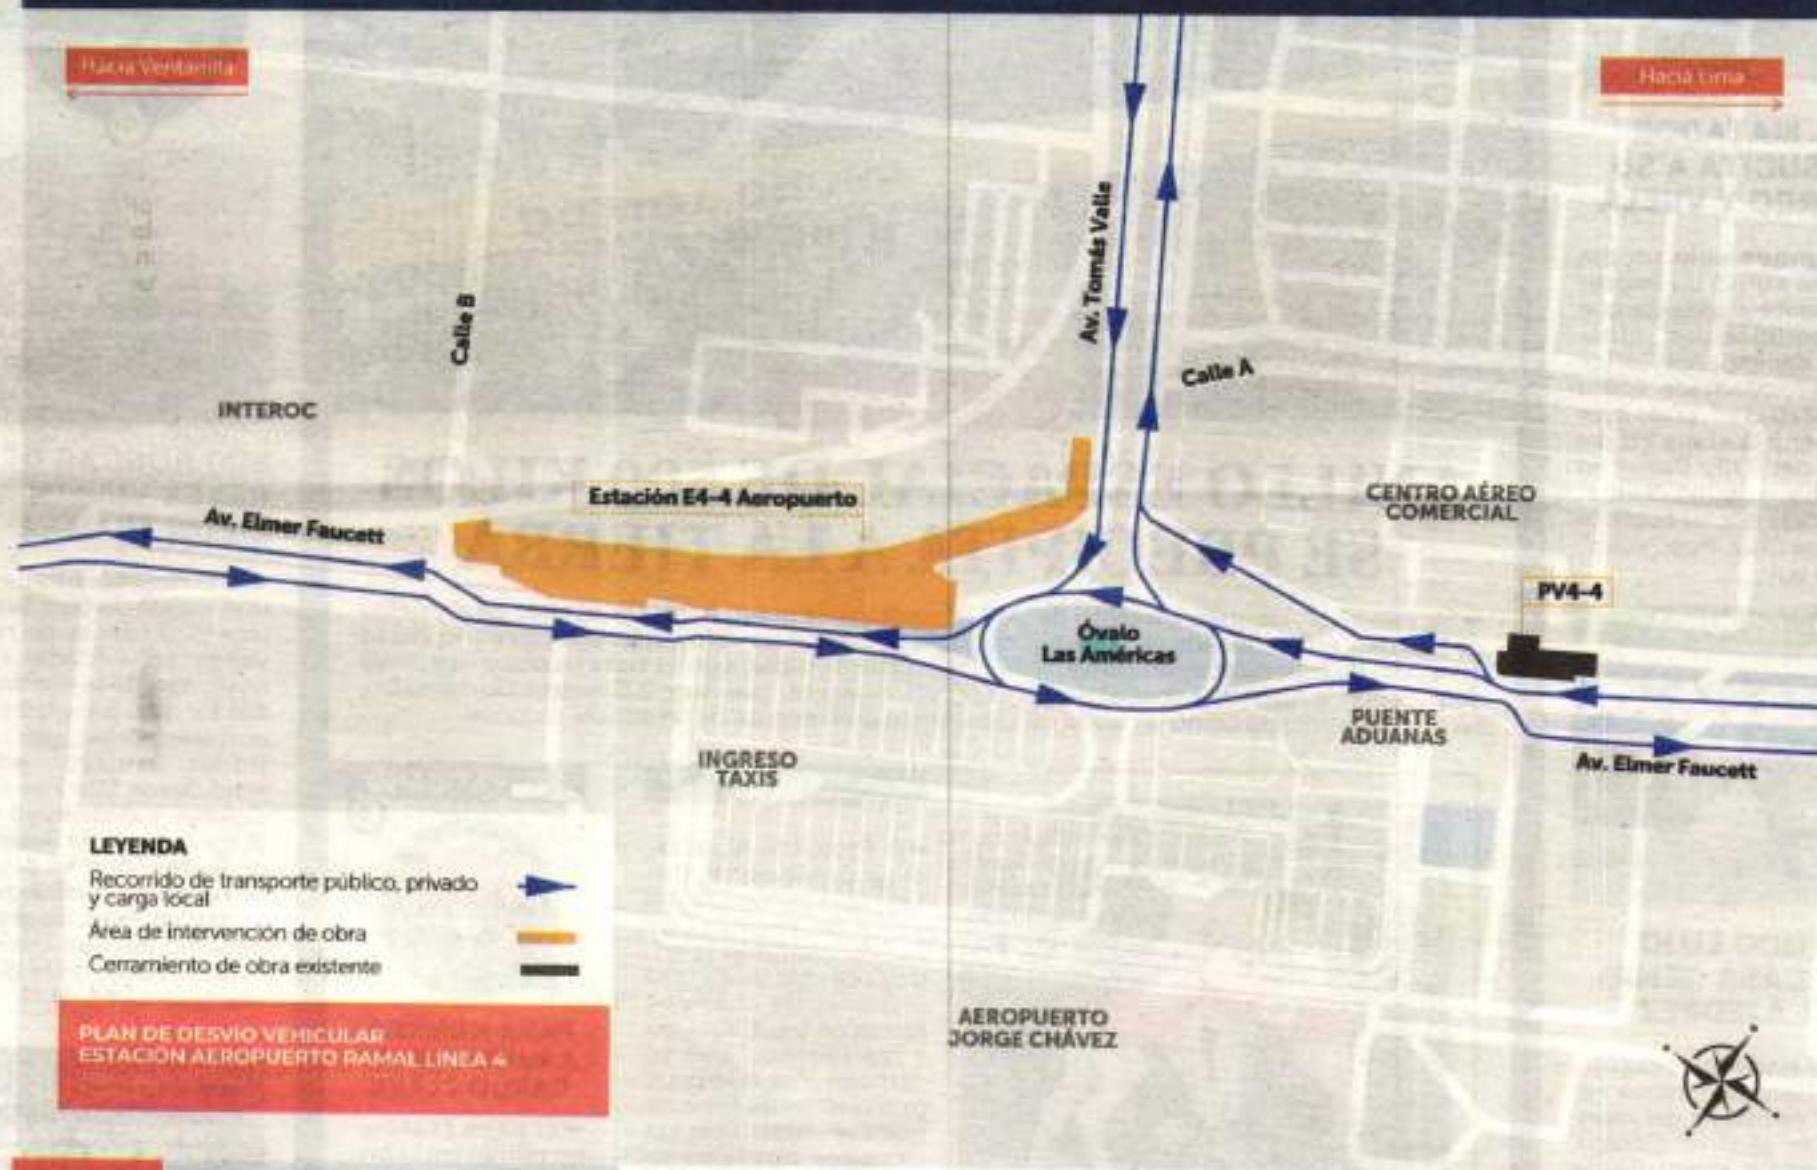 Hacia Ventanilla
Hacia Lima
Av. Tomás Valle
Calle B
Calle A
INTEROC
Estación E4-4 Aeropuerto
CENTRO AÉREO
COMERCIAL
Av. Elmer Faucett
PV4-4
Óvalo
Las Américas
PUENTE
ADUANAS
INGRESO
TAXIS
Av. Elmer Faucett
LEYENDA
Recorrido de transporte público, privado
y carga local
Área de intervención de obra
Cerramiento de obra existente
PLAN DE DESVÍO VEHICULAR
ESTACIÓN AEROPUERTO RAMAL LÍNEA 4
AEROPUERTO
JORGE CHÁVEZ